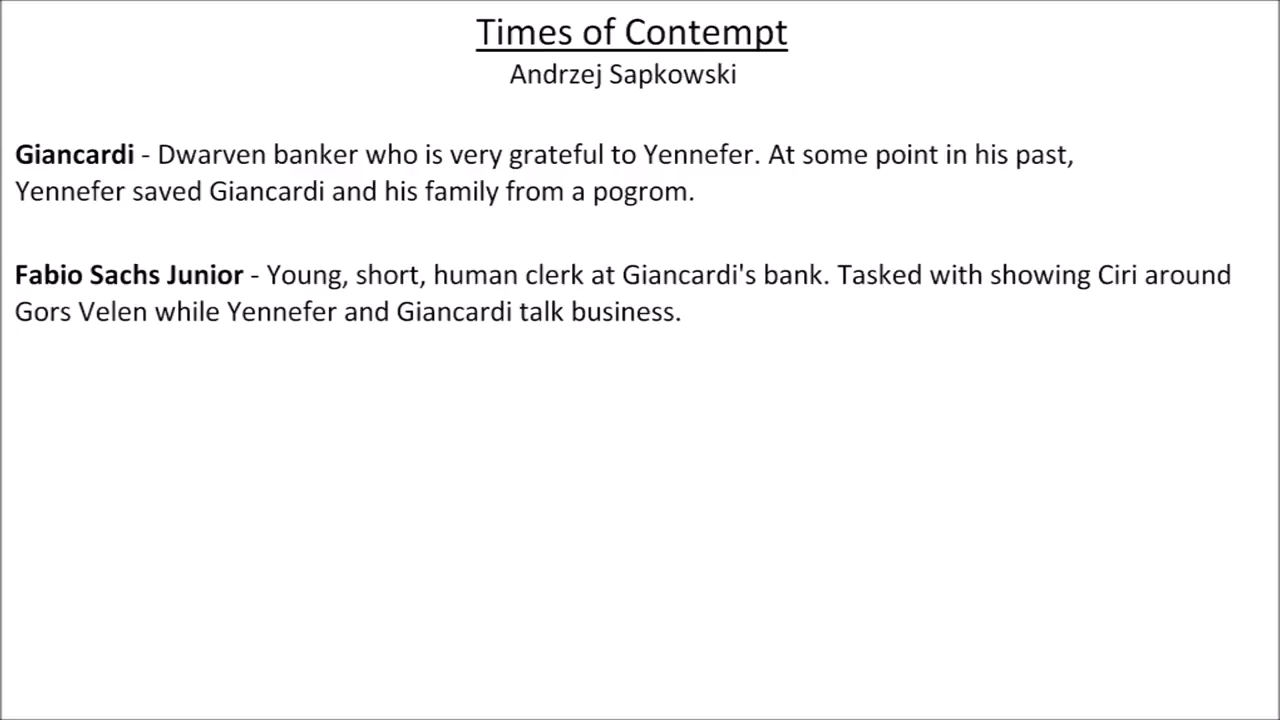 Times of Contempt
Andrzej Sapkowski
Giancardi - Dwarven banker who is very grateful to Yennefer. At some point in his past,
Yennefer saved Giancardi and his family from a pogrom.
Fabio Sachs Junior - Young, short, human clerk at Giancardi's bank. Tasked with showing Ciri around
Gors Velen while Yennefer and Giancardi talk business.